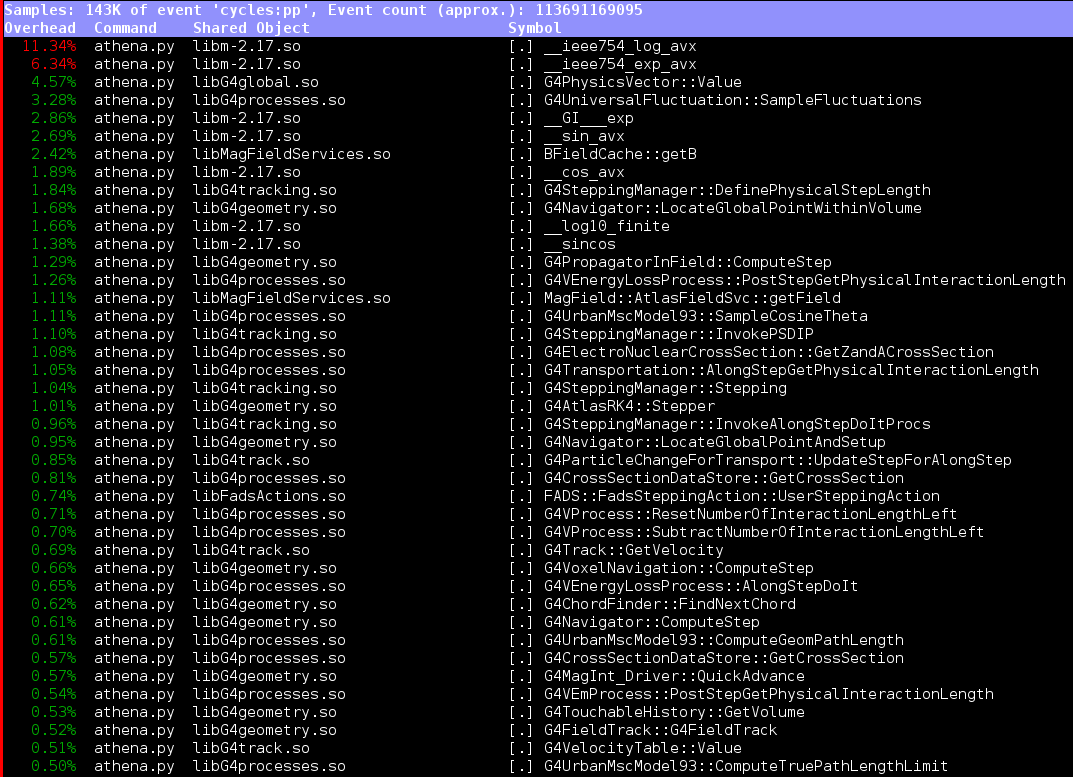 Samples: 143K of event 'cycles:pp', Event count (approx.): 113691169095
Overhead  Command    Shared Object                      Symbol
  11.34%  athena.py  libm-2.17.so                       [.] __ieee754_log_avx
   6.34%  athena.py  libm-2.17.so                       [.] __ieee754_exp_avx
   4.57%  athena.py  libG4global.so                     [.] G4PhysicsVector::Value
   3.28%  athena.py  libG4processes.so                  [.] G4UniversalFluctuation::SampleFluctuations
   2.86%  athena.py  libm-2.17.so                       [.] __GI___exp
   2.69%  athena.py  libm-2.17.so                       [.] __sin_avx
   2.42%  athena.py  libMagFieldServices.so             [.] BFieldCache::getB
   1.89%  athena.py  libm-2.17.so                       [.] __cos_avx
   1.84%  athena.py  libG4tracking.so                   [.] G4SteppingManager::DefinePhysicalStepLength
   1.68%  athena.py  libG4geometry.so                   [.] G4Navigator::LocateGlobalPointWithinVolume
   1.66%  athena.py  libm-2.17.so                       [.] __log10_finite
   1.38%  athena.py  libm-2.17.so                       [.] __sincos
   1.29%  athena.py  libG4geometry.so                   [.] G4PropagatorInField::ComputeStep
   1.26%  athena.py  libG4processes.so                  [.] G4VEnergyLossProcess::PostStepGetPhysicalInteractionLength
   1.11%  athena.py  libMagFieldServices.so             [.] MagField::AtlasFieldSvc::getField
   1.11%  athena.py  libG4processes.so                  [.] G4UrbanMscModel93::SampleCosineTheta
   1.10%  athena.py  libG4tracking.so                   [.] G4SteppingManager::InvokePSDIP
   1.08%  athena.py  libG4processes.so                  [.] G4ElectroNuclearCrossSection::GetZandACrossSection
   1.05%  athena.py  libG4processes.so                  [.] G4Transportation::AlongStepGetPhysicalInteractionLength
   1.04%  athena.py  libG4tracking.so                   [.] G4SteppingManager::Stepping
   1.01%  athena.py  libG4geometry.so                   [.] G4AtlasRK4::Stepper
   0.96%  athena.py  libG4tracking.so                   [.] G4SteppingManager::InvokeAlongStepDoItProcs
   0.95%  athena.py  libG4geometry.so                   [.] G4Navigator::LocateGlobalPointAndSetup
   0.85%  athena.py  libG4track.so                      [.] G4ParticleChangeForTransport::UpdateStepForAlongStep
   0.81%  athena.py  libG4processes.so                  [.] G4CrossSectionDataStore::GetCrossSection
   0.74%  athena.py  libFadsActions.so                  [.] FADS::FadsSteppingAction::UserSteppingAction
   0.71%  athena.py  libG4processes.so                  [.] G4VProcess::ResetNumberOfInteractionLengthLeft
   0.70%  athena.py  libG4processes.so                  [.] G4VProcess::SubtractNumberOfInteractionLengthLeft
   0.69%  athena.py  libG4track.so                      [.] G4Track::GetVelocity
   0.66%  athena.py  libG4geometry.so                   [.] G4VoxelNavigation::ComputeStep
   0.65%  athena.py  libG4processes.so                  [.] G4VEnergyLossProcess::AlongStepDoIt
   0.62%  athena.py  libG4geometry.so                   [.] G4ChordFinder::FindNextChord
   0.61%  athena.py  libG4geometry.so                   [.] G4Navigator::ComputeStep
   0.61%  athena.py  libG4processes.so                  [.] G4UrbanMscModel93::ComputeGeomPathLength
   0.57%  athena.py  libG4processes.so                  [.] G4CrossSectionDataStore::GetCrossSection
   0.57%  athena.py  libG4geometry.so                   [.] G4MagInt_Driver::QuickAdvance
   0.54%  athena.py  libG4processes.so                  [.] G4VEmProcess::PostStepGetPhysicalInteractionLength
   0.53%  athena.py  libG4geometry.so                   [.] G4TouchableHistory::GetVolume
   0.52%  athena.py  libG4geometry.so                   [.] G4FieldTrack::G4FieldTrack
   0.51%  athena.py  libG4track.so                      [.] G4VelocityTable::Value
   0.50%  athena.py  libG4processes.so                  [.] G4UrbanMscModel93::ComputeTruePathLengthLimit